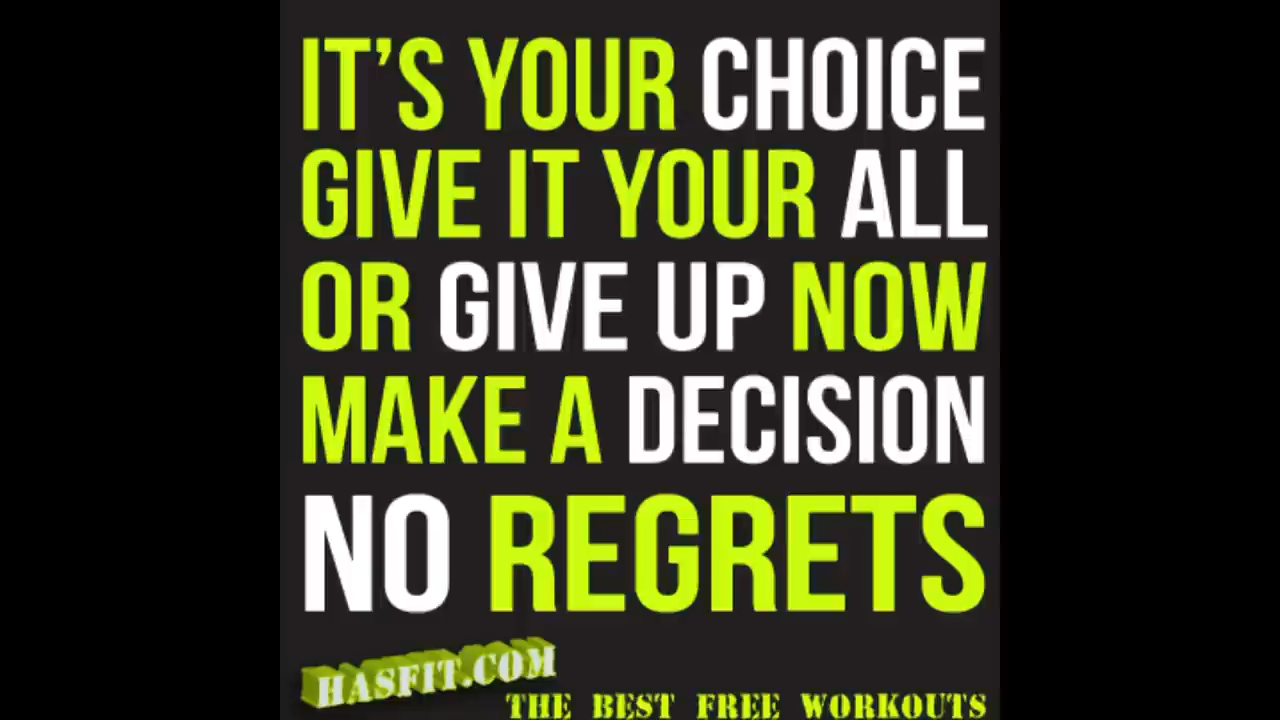 IT'S YOUR CHOICE
GIVE IT YOUR ALL
OR GIVE UP NOW
MAKE A DECISION
NO REGRETS
HASFIT.COM
THE BEST FREE WORKOUTS